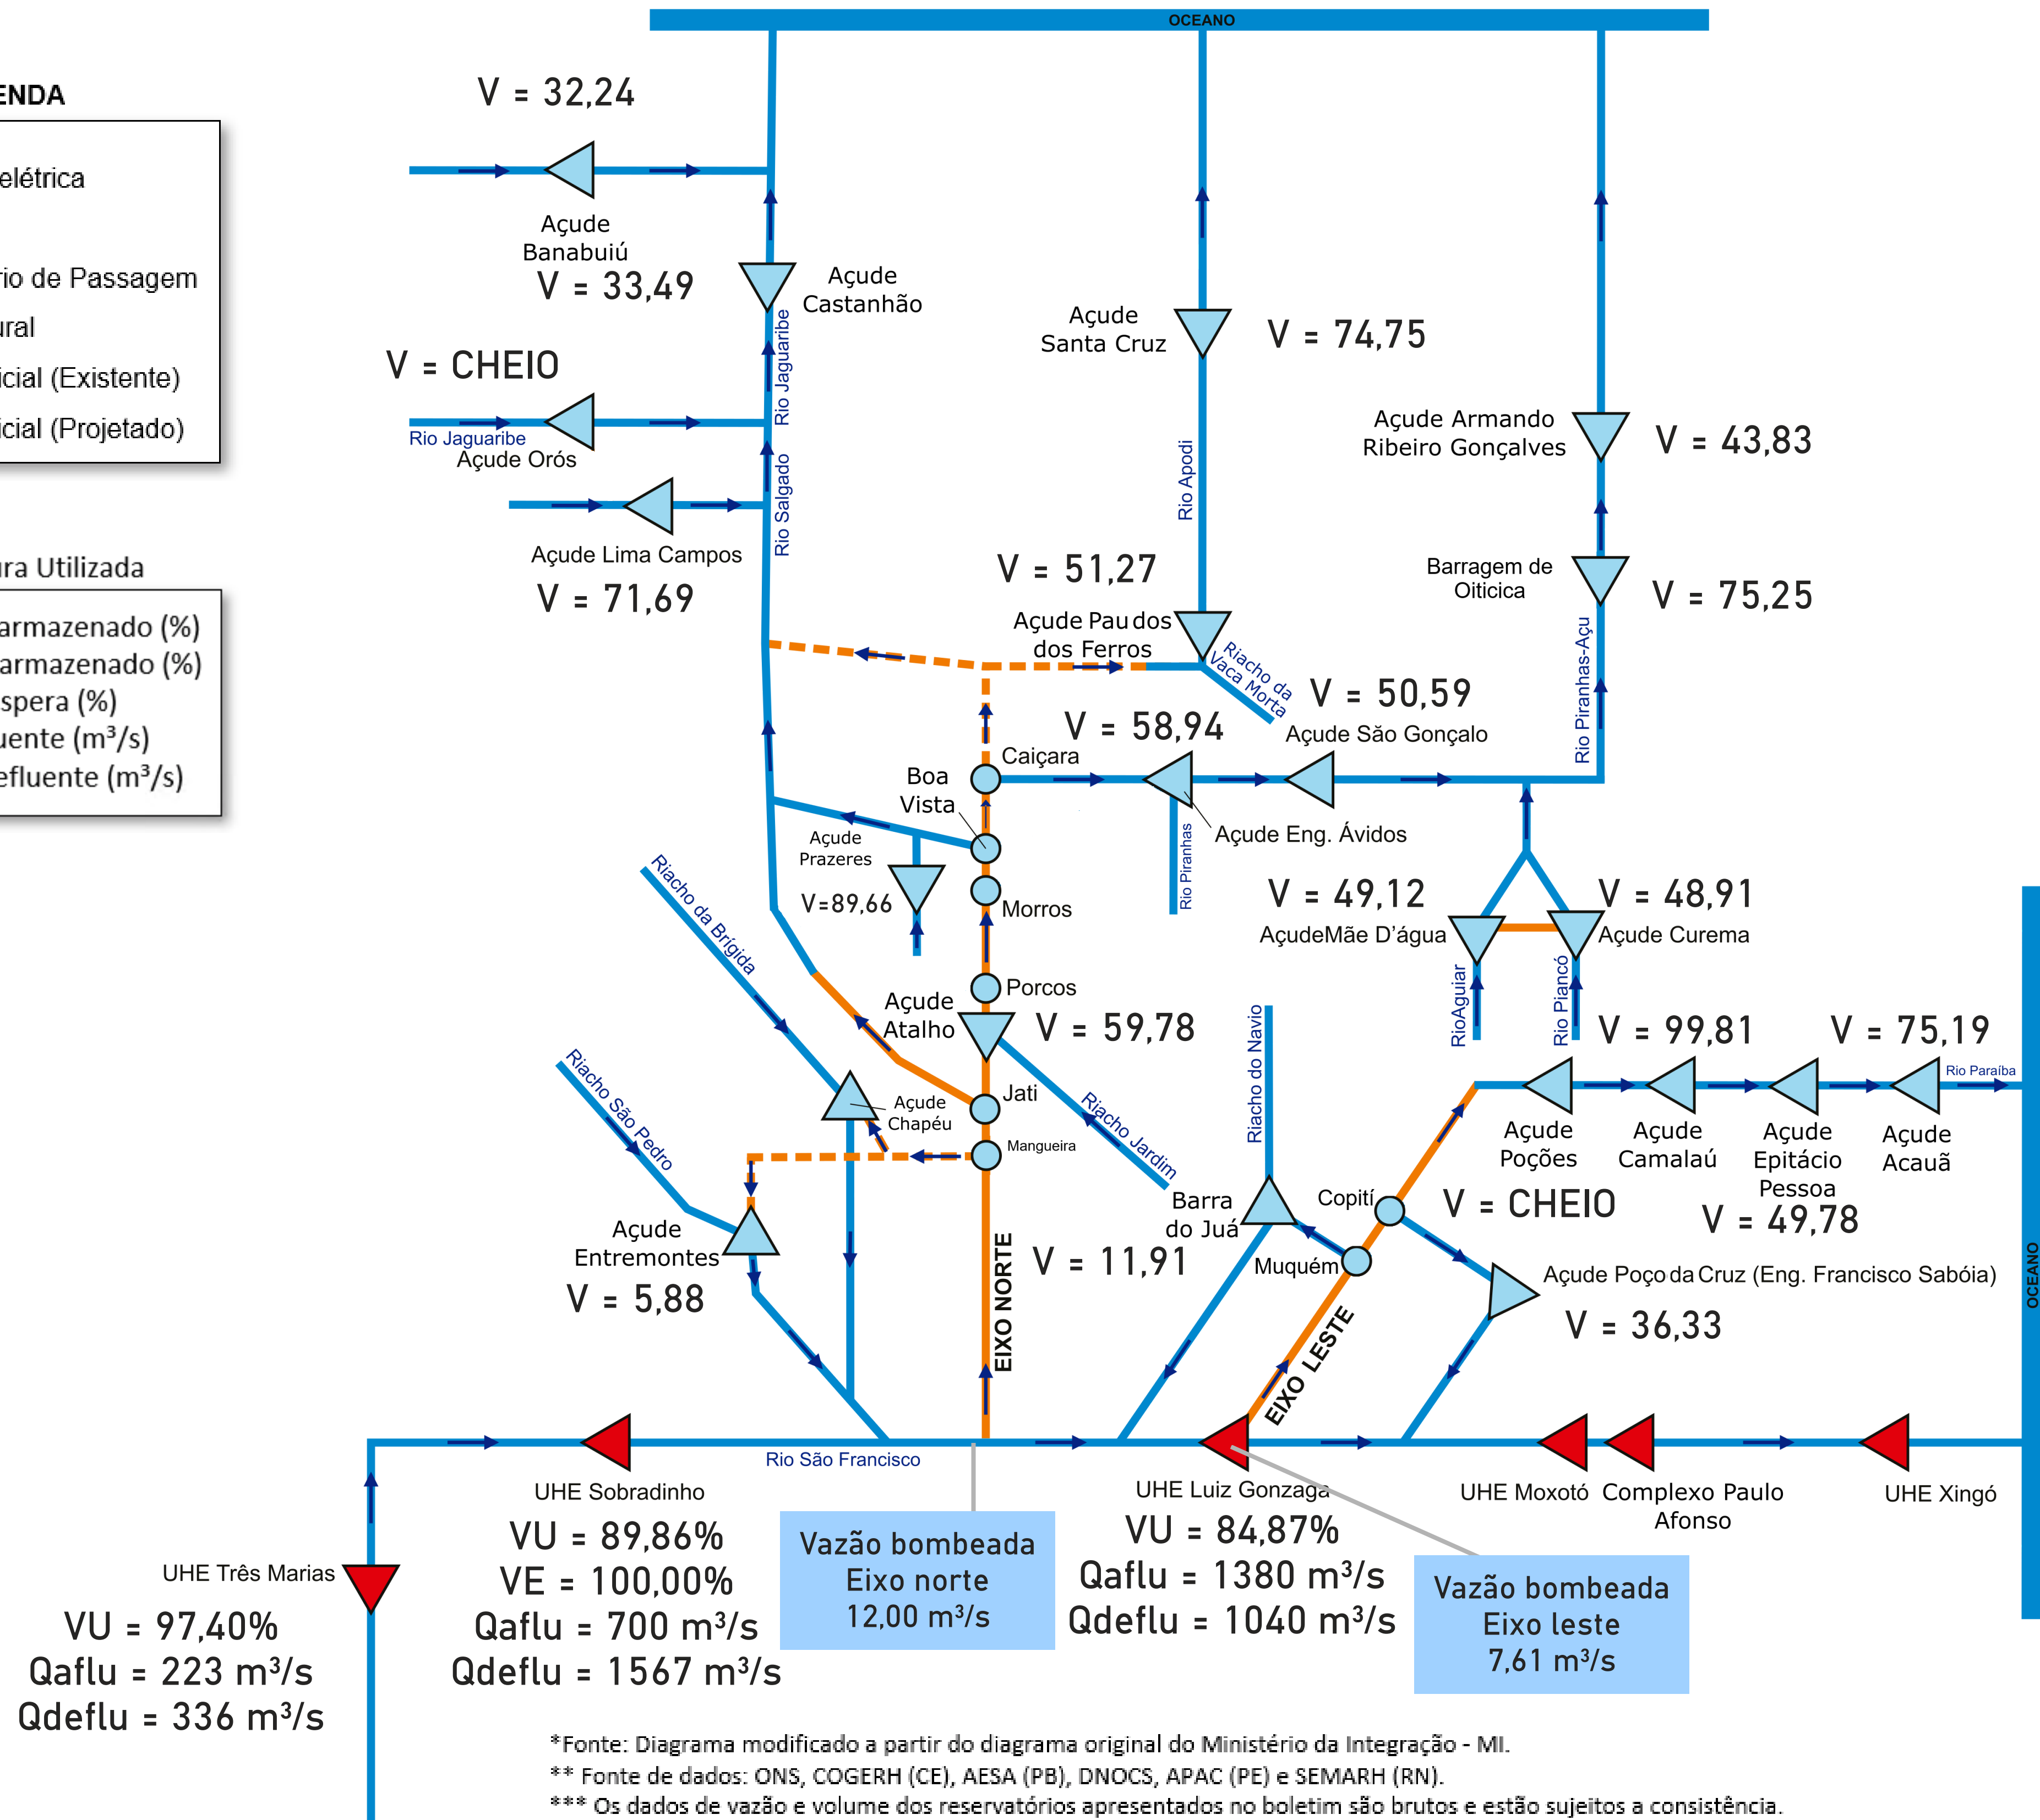 OCEANO
V = 32,24
ENDA
elétrica
rio de Passagem
ural
icial (Existente)
icial (Projetado)
Açude
Banabuiú
V = 33,49
Açude
Castanhão
Rio Jaguaribe
V = CHEIO
Rio Jaguaribe
Açude Orós
Rio Salgado
Açude Lima Campos
V = 71,69
Açude
Santa Cruz
V = 74,75
Rio Apodi
Açude Armando
Ribeiro Gonçalves
V = 43,83
Barragem de
Oiticica
V = 75,25
Rio Piranhas-Açu
ura Utilizada
armazenado (%)
armazenado (%)
spera (%)
uente (m³/s)
efluente (m³/s)
V = 51,27
Açude Pau dos
dos Ferros
Riacho da
Vaca Morta
V = 50,59
Açude São Gonçalo
V = 58,94
Caiçara
Boa
Vista
Açude Eng. Ávidos
Rio Piranhas
Açude
Prazeres
V=89,66
Morros
Riacho da Brígida
V = 49,12
AçudeMãe D'água
V = 48,91
Açude Curema
RioAguiar
Rio Piancó
Porcos
Açude
Atalho
V = 59,78
Riacho Jardim
Jati
Açude
Chapéu
Mangueira
Riacho São Pedro
Açude
Entremontes
V = 5,88
EIXO NORTE
Riacho do Navio
V = 99,81
V = 75,19
Rio Paraíba
Açude
Poções
Açude
Camalaú
Açude
Epitácio
Pessoa
V = 49,78
Açude
Acauã
Barra
do Juá
V = 11,91
Copití
V = CHEIO
Muquém
Açude Poço da Cruz (Eng. Francisco Sabóia)
V = 36,33
EIXO LESTE
OCEANO
Rio São Francisco
UHE Sobradinho
VU = 89,86%
VE = 100,00%
Qaflu = 700 m³/s
Qdeflu = 1567 m³/s
Vazão bombeada
Eixo norte
12,00 m³/s
UHE Luiz Gonzaga
VU = 84,87%
Qaflu = 1380 m³/s
Qdeflu = 1040 m³/s
Vazão bombeada
Eixo leste
7,61 m³/s
UHE Moxotó
Complexo Paulo
Afonso
UHE Xingó
UHE Três Marias
VU = 97,40%
Qaflu = 223 m³/s
Qdeflu = 336 m³/s
*Fonte: Diagrama modificado a partir do diagrama original do Ministério da Integração - MI.
** Fonte de dados: ONS, COGERH (CE), AESA (PB), DNOCS, APAC (PE) e SEMARH (RN).
*** Os dados de vazão e volume dos reservatórios apresentados no boletim são brutos e estão sujeitos a consistência.